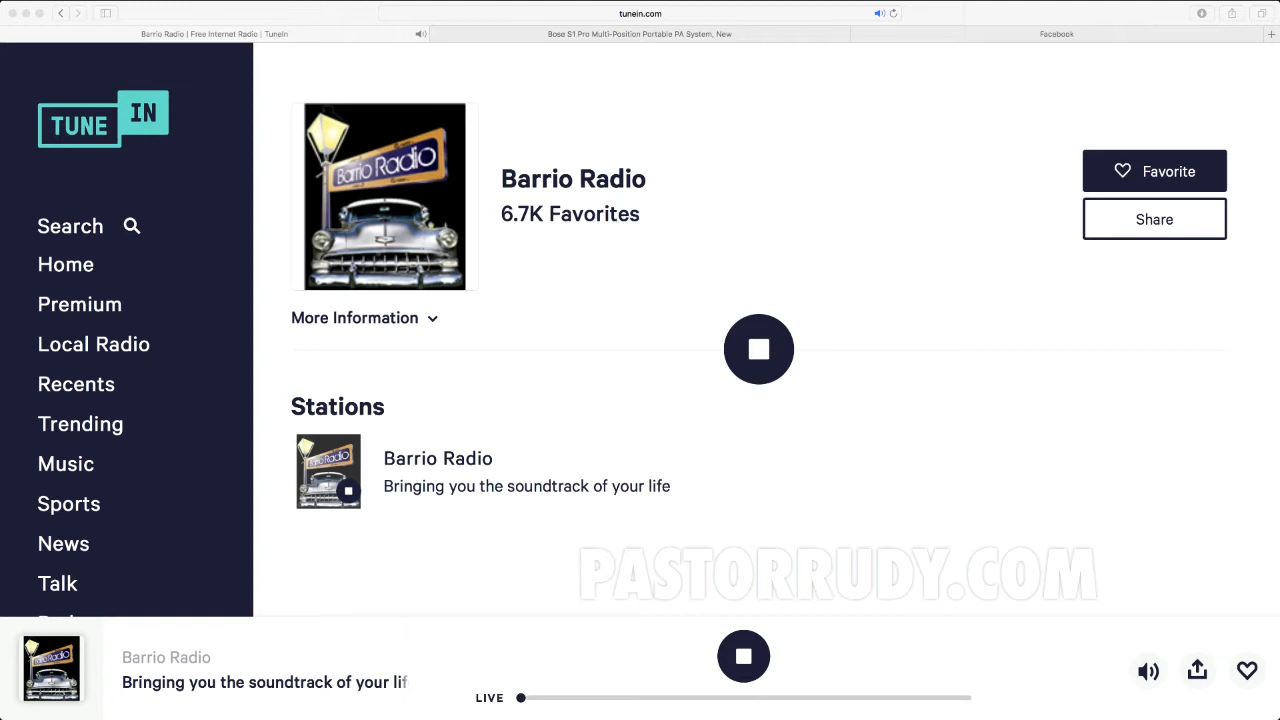 tunein.com
Barrio Radio | Free Internet Radio | TuneIn
Bose S1 Pro Multi-Position Portable PA System, New
Facebook
TUNE IN
Search
Home
Premium
Local Radio
Recents
Trending
Music
Sports
News
Talk
Barrio Radio
Barrio Radio
6.7K Favorites
Favorite
Share
More Information
Stations
Barrio Radio
Barrio Radio
Bringing you the soundtrack of your life
PASTORRUDY.COM
Barrio Radio
Bringing you the soundtrack of your lif
LIVE